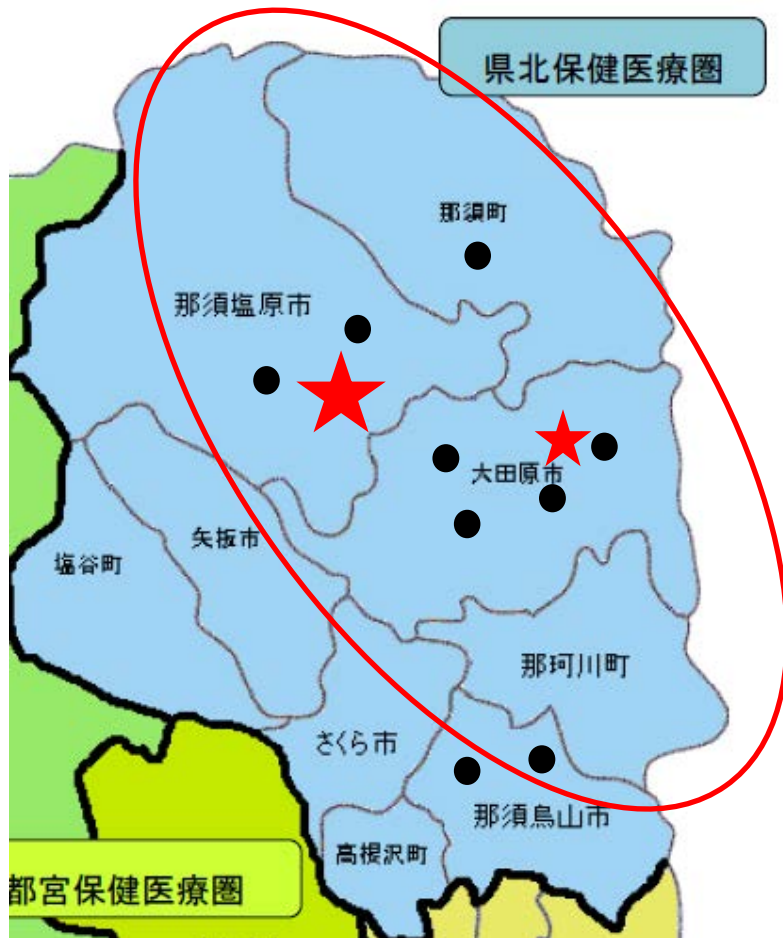 県北保健医療圏
那須町
那須塩原市
大田原市
矢板市
塩谷町
那珂川町
さくら市
那須烏山市
高根沢町
都宮保健医療圏